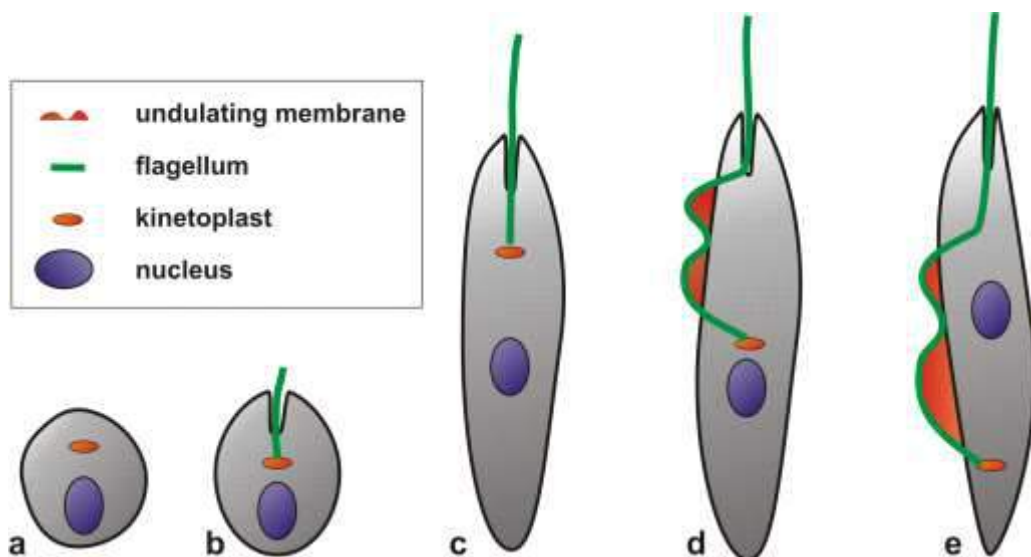 undulating membrane
flagellum
kinetoplast
nucleus
a
b
c
d
e